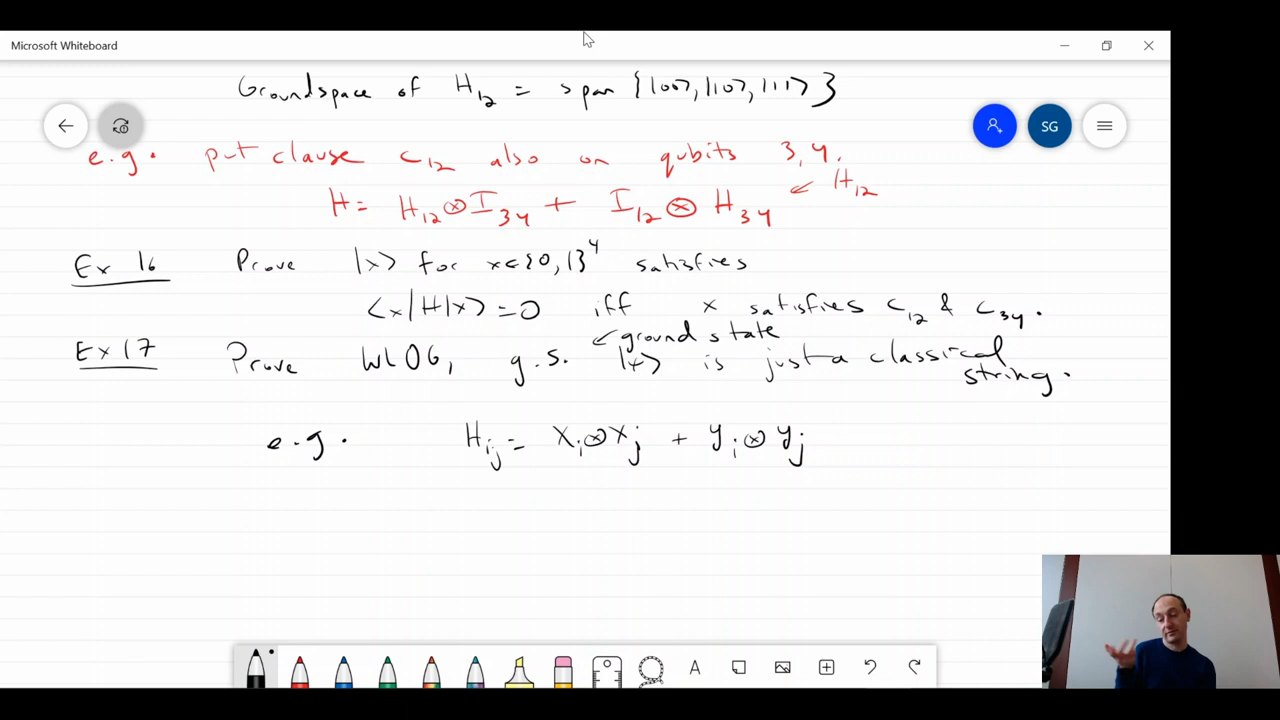 Microsoft Whiteboard
Groundspace of H₁₂ = span {|00⟩, |10⟩, |11⟩}
SG
e.g. put clause c₁₂ also on qubits 3,4.
H = H₁₂ ⊗ I₃₄ + I₁₂ ⊗ H₃₄ ← H₁₂
Ex 16 Prove |x⟩ for x∈{0,1}⁴ satisfies
⟨x|H|x⟩ = 0 iff x satisfies c₁₂ & c₃₄.
← ground state
Ex 17 Prove WLOG, g.s. |ψ⟩ is just a classical
string.
e.g. Hᵢⱼ = Xᵢ ⊗ Xⱼ + Yᵢ ⊗ Yⱼ
A